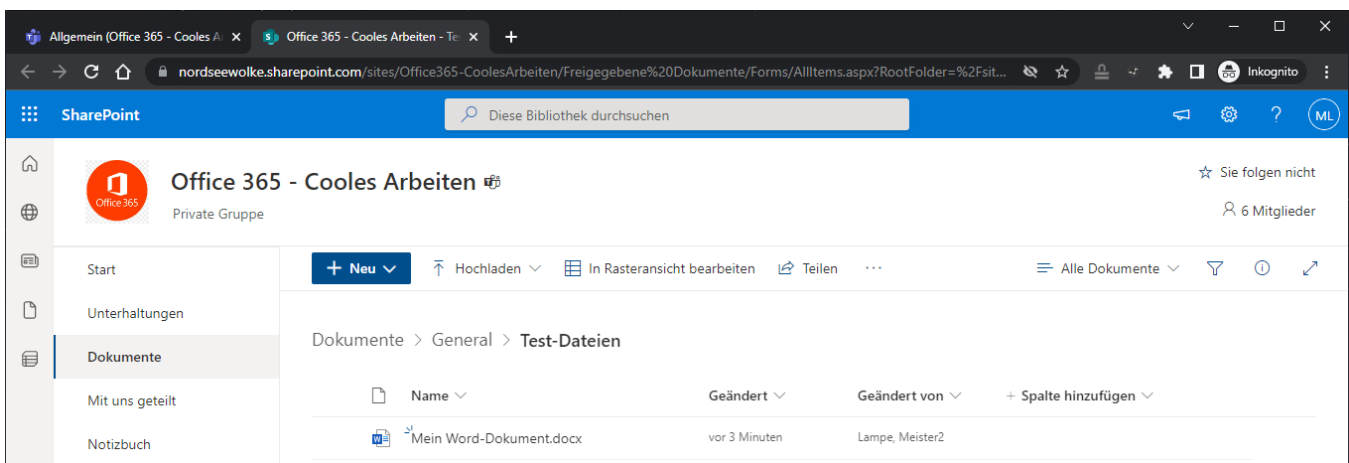 Allgemein (Office 365 - Cooles A
Office 365 - Cooles Arbeiten - Te
nordseewolke.sharepoint.com/sites/Office365-CoolesArbeiten/Freigegebene%20Dokumente/Forms/AllItems.aspx?RootFolder=%2Fsit...
Inkognito
SharePoint
Diese Bibliothek durchsuchen
ML
Office 365
Office 365 - Cooles Arbeiten
Private Gruppe
Sie folgen nicht
6 Mitglieder
Start
Unterhaltungen
Dokumente
Mit uns geteilt
Notizbuch
+ Neu
Hochladen
In Rasteransicht bearbeiten
Teilen
...
Alle Dokumente
Dokumente > General > Test-Dateien
Name
Geändert
Geändert von
+ Spalte hinzufügen
Mein Word-Dokument.docx
vor 3 Minuten
Lampe, Meister2